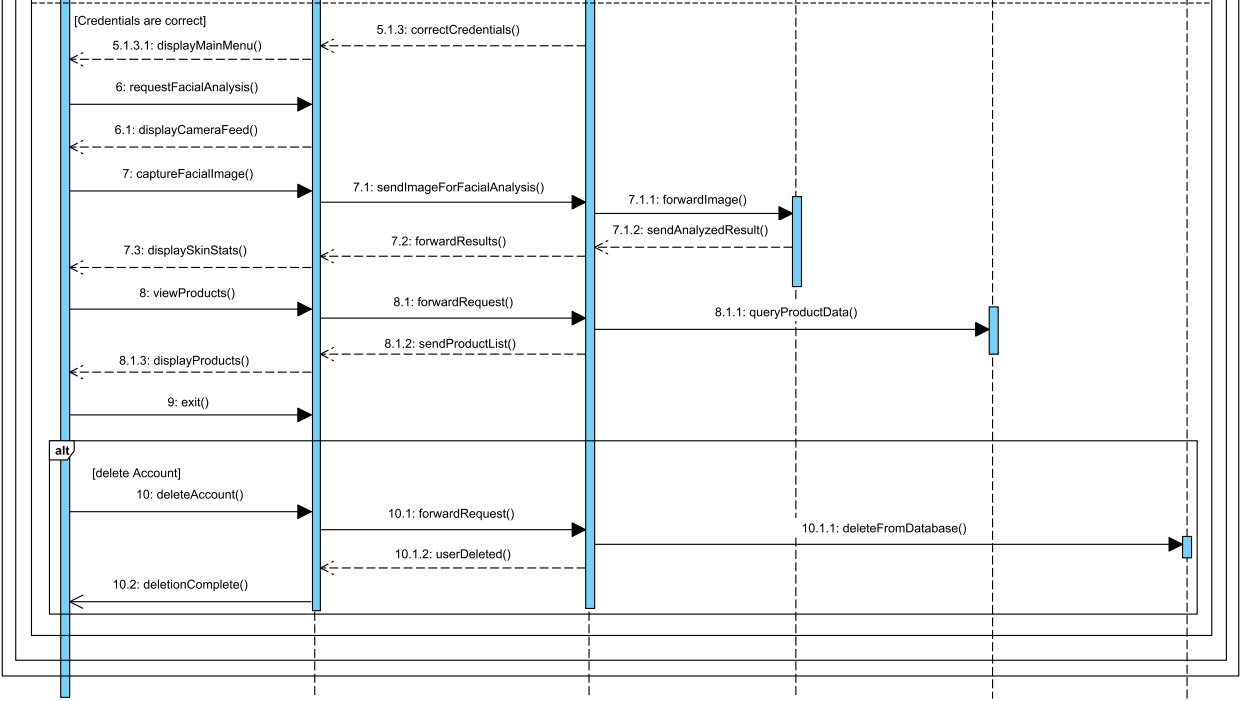 [Credentials are correct]
5.1.3: correctCredentials()
5.1.3.1: displayMainMenu()
6: requestFacialAnalysis()
6.1: displayCameraFeed()
7: captureFacialImage()
7.1: sendImageForFacialAnalysis()
7.1.1: forwardImage()
7.1.2: sendAnalyzedResult()
7.2: forwardResults()
7.3: displaySkinStats()
8: viewProducts()
8.1: forwardRequest()
8.1.1: queryProductData()
8.1.2: sendProductList()
8.1.3: displayProducts()
9: exit()
alt
[delete Account]
10: deleteAccount()
10.1: forwardRequest()
10.1.1: deleteFromDatabase()
10.1.2: userDeleted()
10.2: deletionComplete()